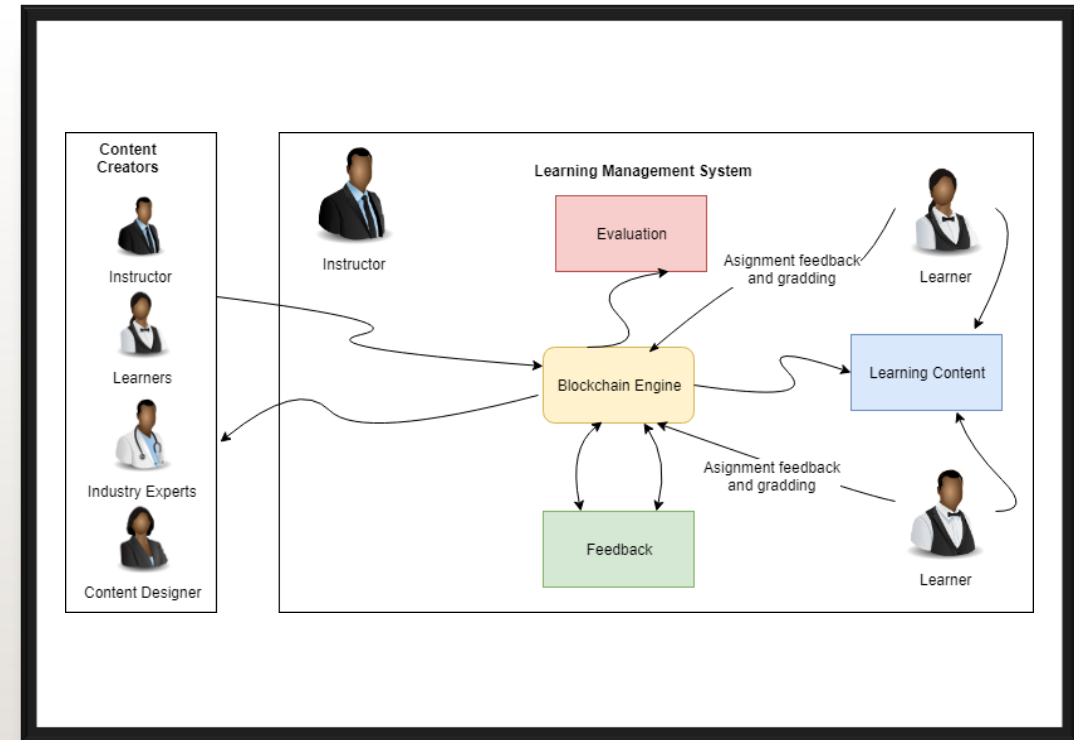 Content
Creators
Instructor
Learners
Industry Experts
Content Designer
Learning Management System
Instructor
Evaluation
Asignment feedback
and gradding
Learner
Blockchain Engine
Learning Content
Asignment feedback
and gradding
Feedback
Learner